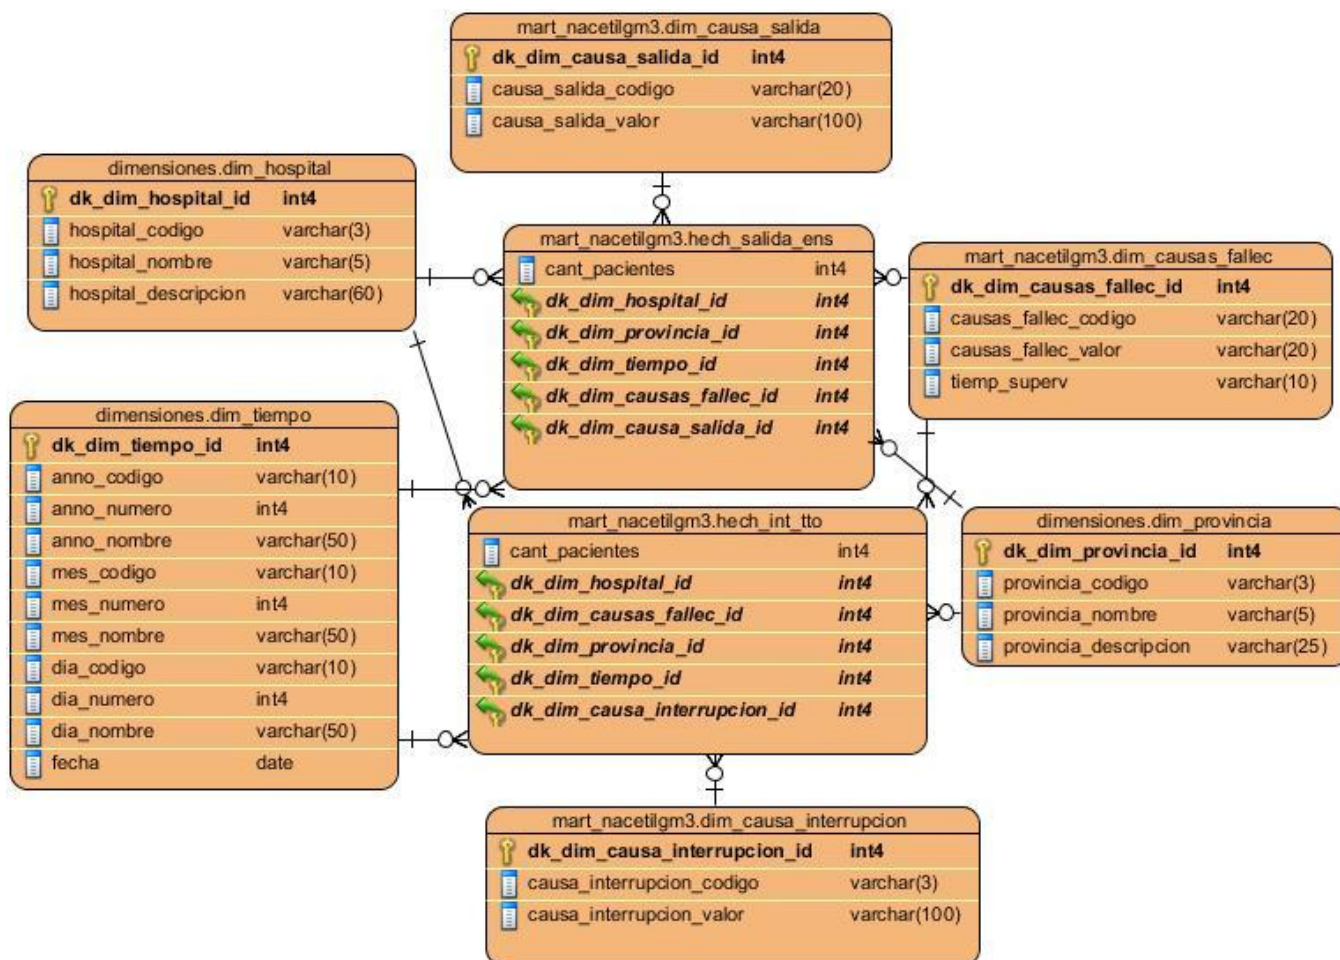 mart_nacetilgm3.dim_causa_salida
dk_dim_causa_salida_id int4
causa_salida_codigo varchar(20)
causa_salida_valor varchar(100)
dimensiones.dim_hospital
dk_dim_hospital_id int4
hospital_codigo varchar(3)
hospital_nombre varchar(5)
hospital_descripcion varchar(60)
mart_nacetilgm3.hech_salida_ens
cant_pacientes int4
dk_dim_hospital_id int4
dk_dim_provincia_id int4
dk_dim_tiempo_id int4
dk_dim_causas_fallec_id int4
dk_dim_causa_salida_id int4
mart_nacetilgm3.dim_causas_fallec
dk_dim_causas_fallec_id int4
causas_fallec_codigo varchar(20)
causas_fallec_valor varchar(20)
tiemp_superv varchar(10)
dimensiones.dim_tiempo
dk_dim_tiempo_id int4
anno_codigo varchar(10)
anno_numero int4
anno_nombre varchar(50)
mes_codigo varchar(10)
mes_numero int4
mes_nombre varchar(50)
dia_codigo varchar(10)
dia_numero int4
dia_nombre varchar(50)
fecha date
mart_nacetilgm3.hech_int_tto
cant_pacientes int4
dk_dim_hospital_id int4
dk_dim_causas_fallec_id int4
dk_dim_provincia_id int4
dk_dim_tiempo_id int4
dk_dim_causa_interrupcion_id int4
dimensiones.dim_provincia
dk_dim_provincia_id int4
provincia_codigo varchar(3)
provincia_nombre varchar(5)
provincia_descripcion varchar(25)
mart_nacetilgm3.dim_causa_interrupcion
dk_dim_causa_interrupcion_id int4
causa_interrupcion_codigo varchar(3)
causa_interrupcion_valor varchar(100)